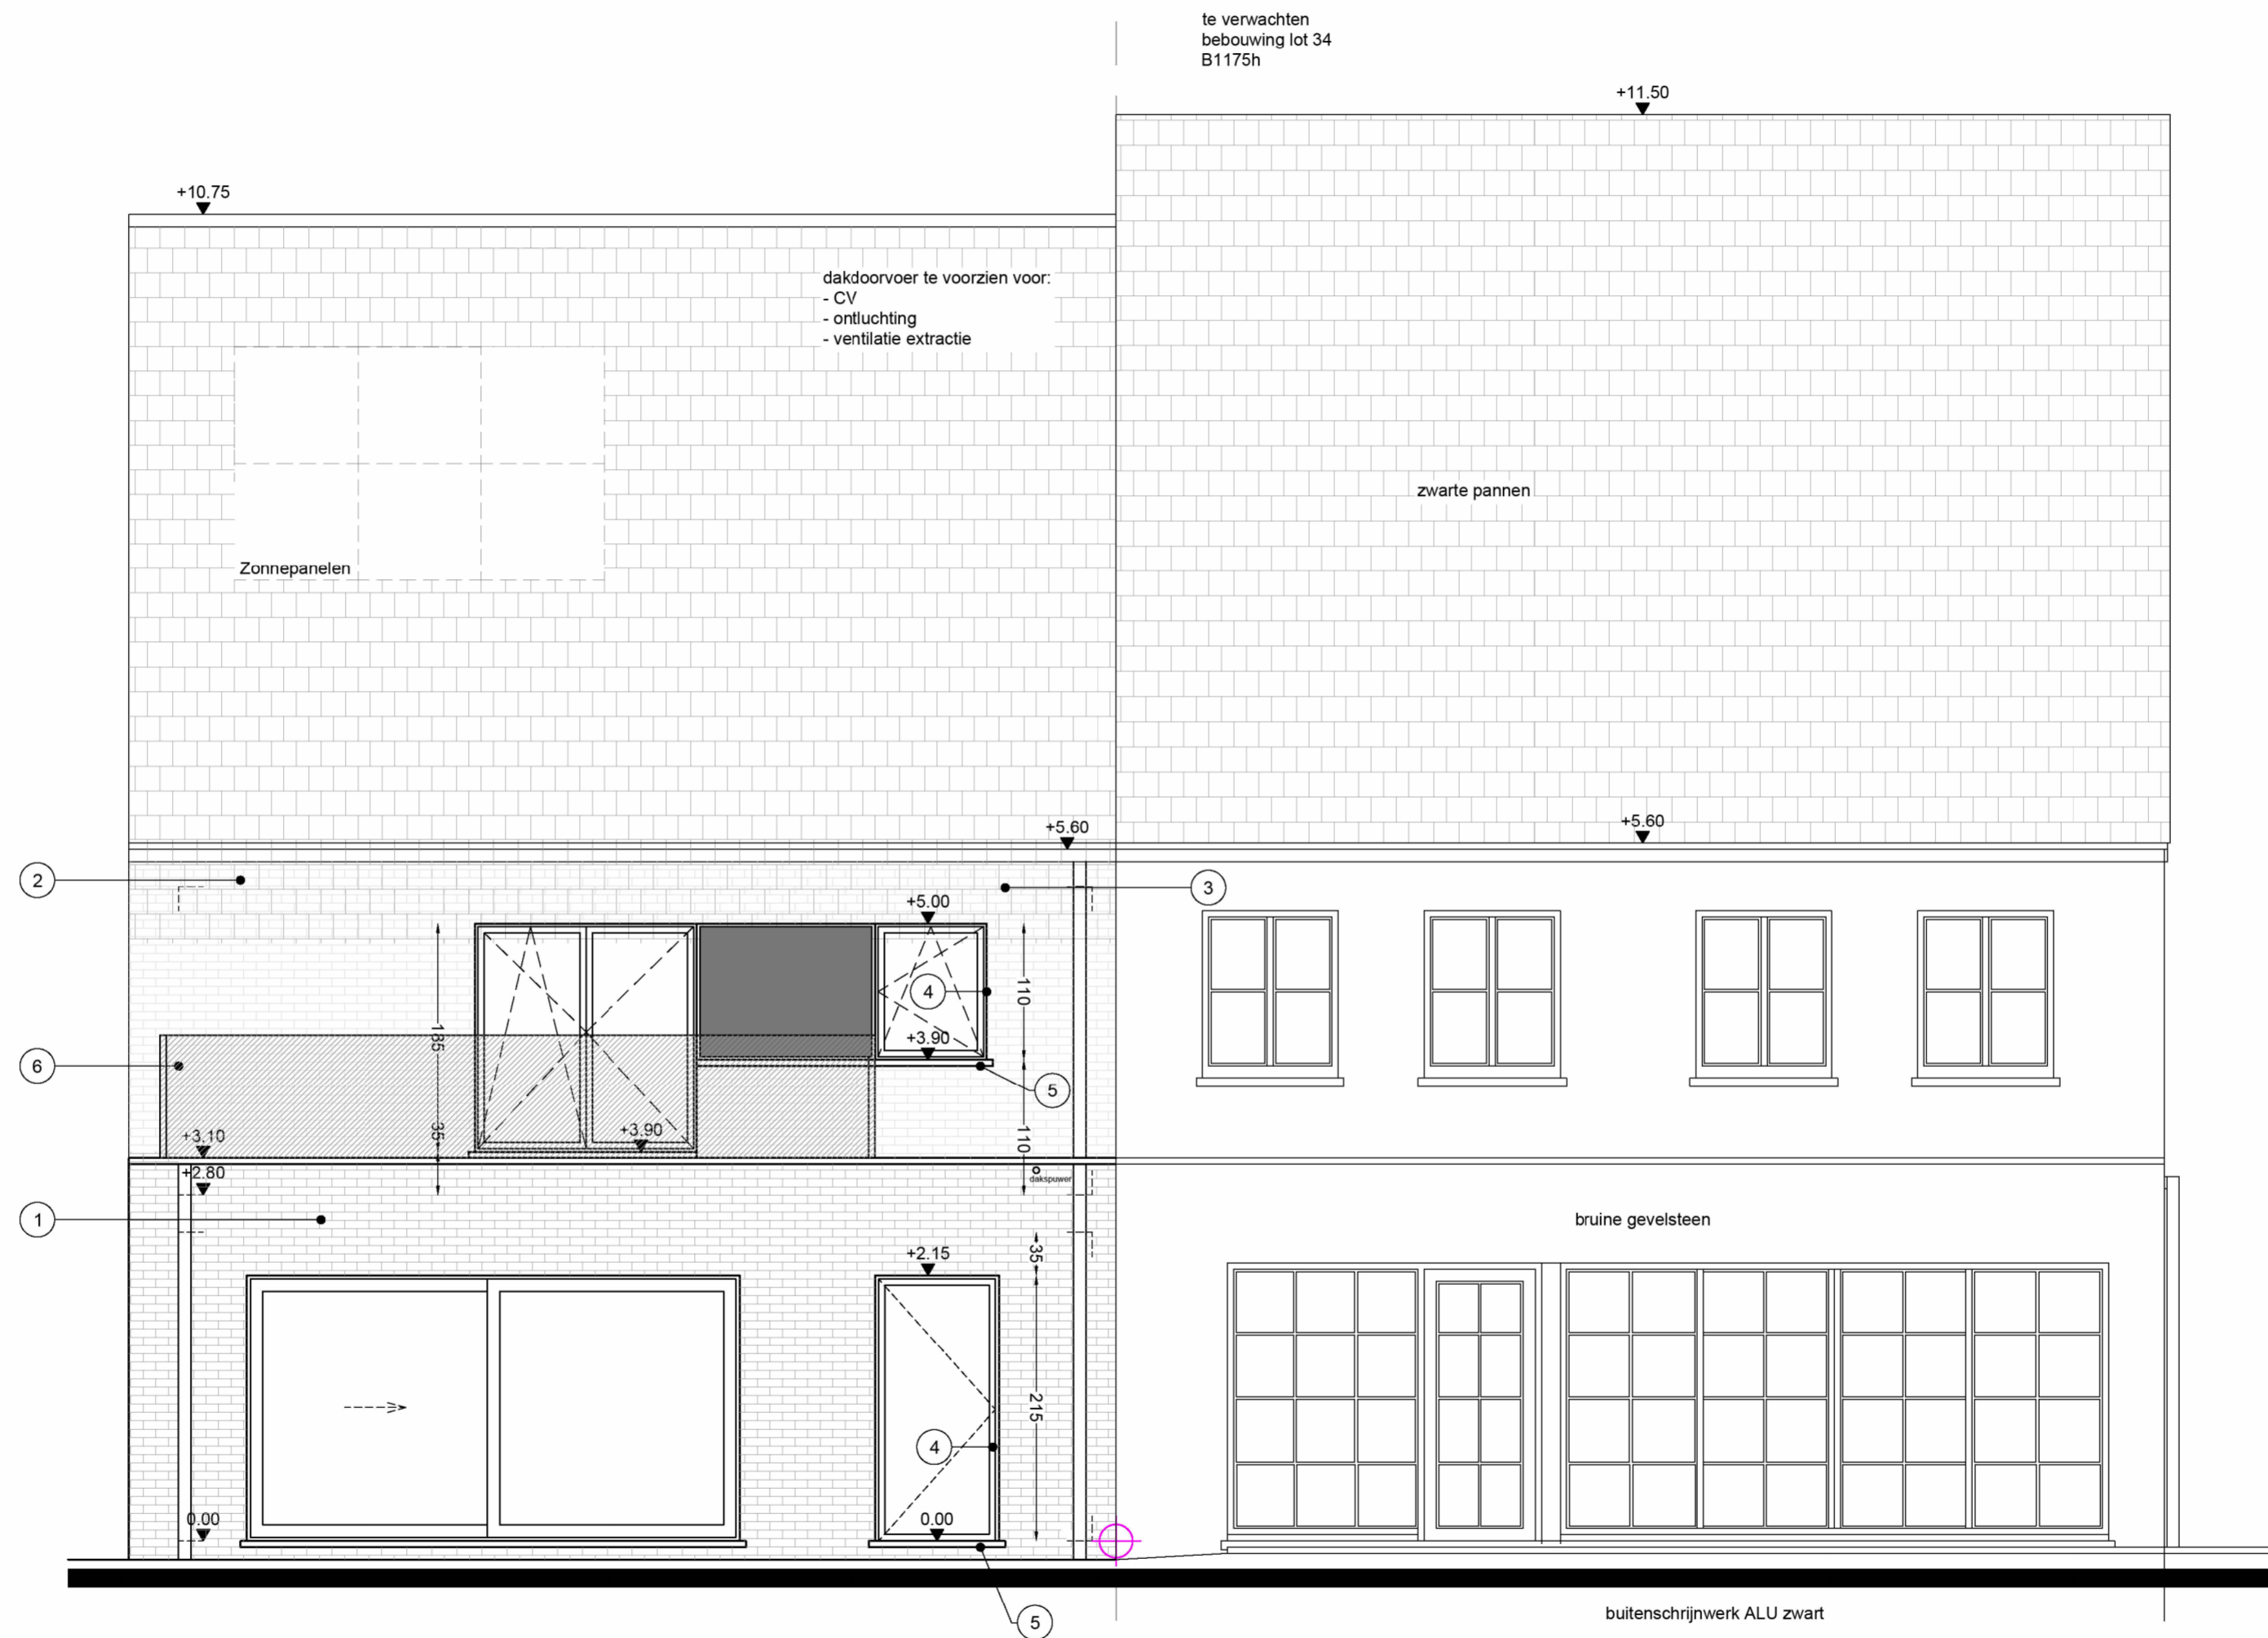 te verwachten
bebouwing lot 34
B1175h
+11.50
+10.75
dakdoorvoer te voorzien voor:
- CV
- ontluchting
- ventilatie extractie
zwarte pannen
Zonnepanelen
+5.60
+5.60
2
3
+5.00
4
110
185
+3.90
6
5
+3.10
35
+3.90
110
+2.80
dakspuwer
1
bruine gevelsteen
+2.15
35
215
4
0.00
0.00
5
buitenschrijnwerk ALU zwart